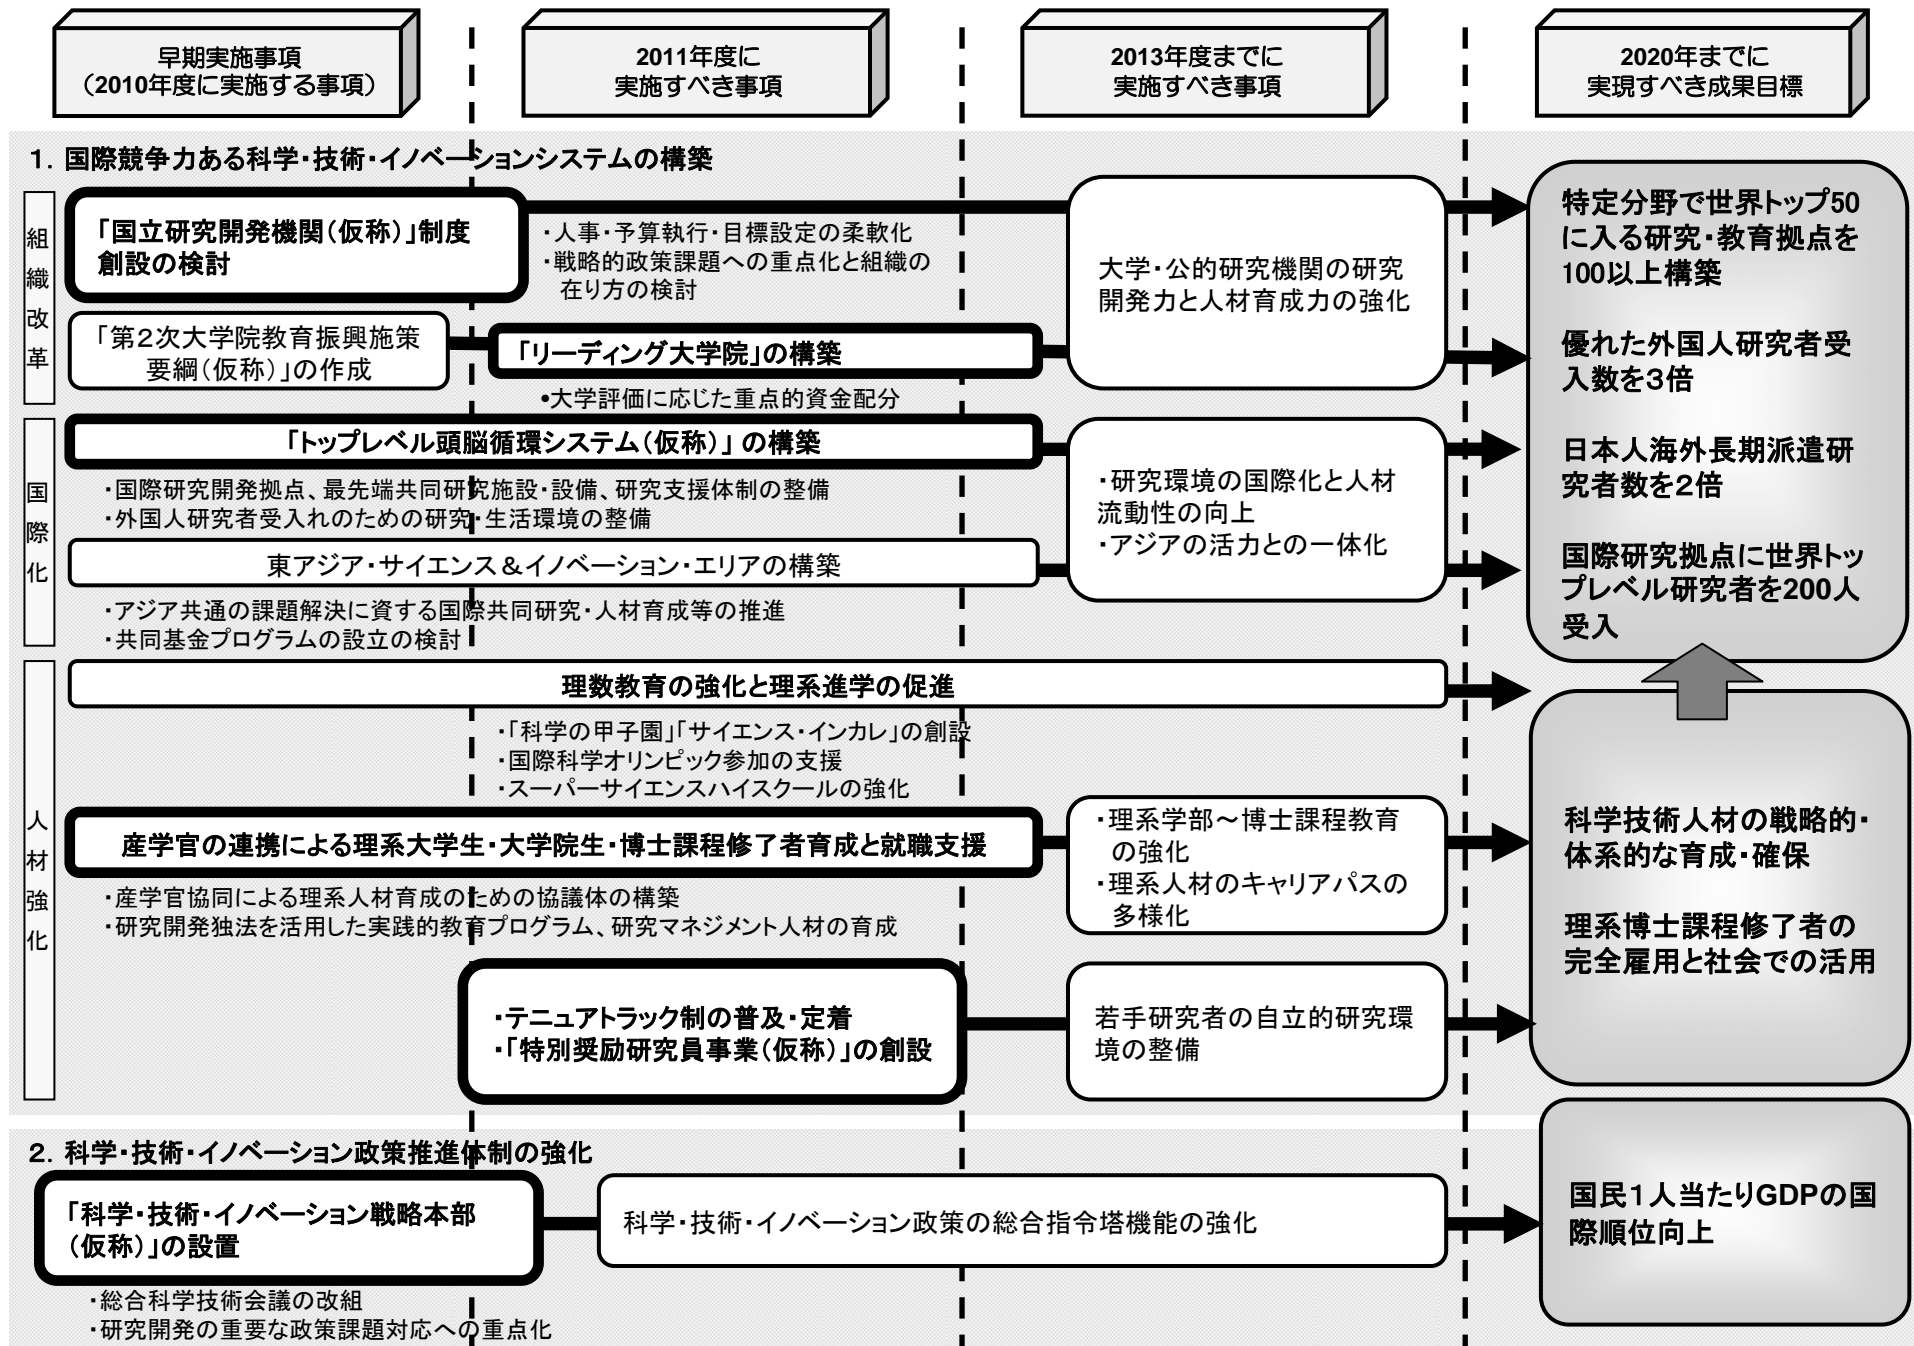 早期実施事項
（2010年度に実施する事項）
2011年度に
実施すべき事項
2013年度までに
実施すべき事項
2020年までに
実現すべき成果目標
１．国際競争力ある科学・技術・イノベーションシステムの構築
組織改革
「国立研究開発機関（仮称）」制度
創設の検討
・人事・予算執行・目標設定の柔軟化
・戦略的政策課題への重点化と組織の
在り方の検討
「第２次大学院教育振興施策
要綱（仮称）」の作成
「リーディング大学院」の構築
•大学評価に応じた重点的資金配分
大学・公的研究機関の研究
開発力と人材育成力の強化
国際化
「トップレベル頭脳循環システム（仮称）」の構築
・国際研究開発拠点、最先端共同研究施設・設備、研究支援体制の整備
・外国人研究者受入れのための研究・生活環境の整備
東アジア・サイエンス＆イノベーション・エリアの構築
・アジア共通の課題解決に資する国際共同研究・人材育成等の推進
・共同基金プログラムの設立の検討
・研究環境の国際化と人材
流動性の向上
・アジアの活力との一体化
特定分野で世界トップ50
に入る研究・教育拠点を
100以上構築
優れた外国人研究者受
入数を３倍
日本人海外長期派遣研
究者数を２倍
国際研究拠点に世界トッ
プレベル研究者を200人
受入
人材強化
理数教育の強化と理系進学の促進
・「科学の甲子園」「サイエンス・インカレ」の創設
・国際科学オリンピック参加の支援
・スーパーサイエンスハイスクールの強化
産学官の連携による理系大学生・大学院生・博士課程修了者育成と就職支援
・産学官協同による理系人材育成のための協議体の構築
・研究開発独法を活用した実践的教育プログラム、研究マネジメント人材の育成
・理系学部～博士課程教育
の強化
・理系人材のキャリアパスの
多様化
・テニュアトラック制の普及・定着
・「特別奨励研究員事業（仮称）」の創設
若手研究者の自立的研究環
境の整備
科学技術人材の戦略的・
体系的な育成・確保
理系博士課程修了者の
完全雇用と社会での活用
２．科学・技術・イノベーション政策推進体制の強化
「科学・技術・イノベーション戦略本部
（仮称）」の設置
・総合科学技術会議の改組
・研究開発の重要な政策課題対応への重点化
科学・技術・イノベーション政策の総合指令塔機能の強化
国民１人当たりGDPの国
際順位向上